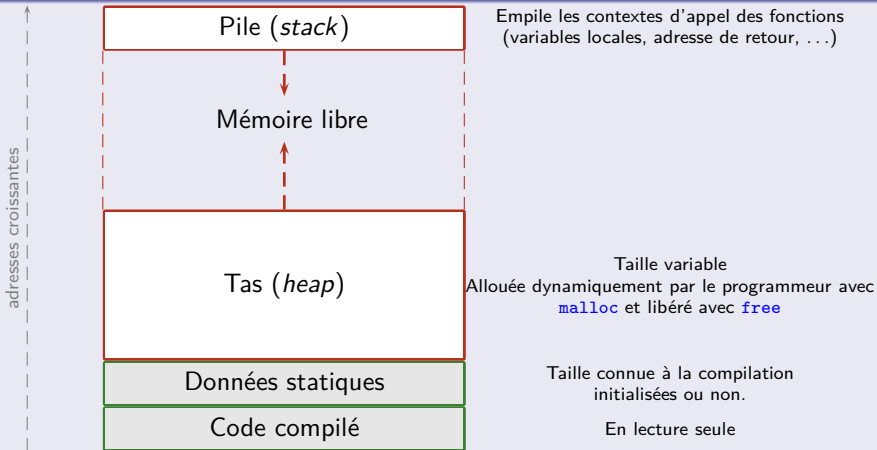 Pile (stack)
Empile les contextes d'appel des fonctions
(variables locales, adresse de retour, ...)
Mémoire libre
adresses croissantes
Tas (heap)
Taille variable
Allouée dynamiquement par le programmeur avec
malloc et libéré avec free
Données statiques
Taille connue à la compilation
initialisées ou non.
Code compilé
En lecture seule